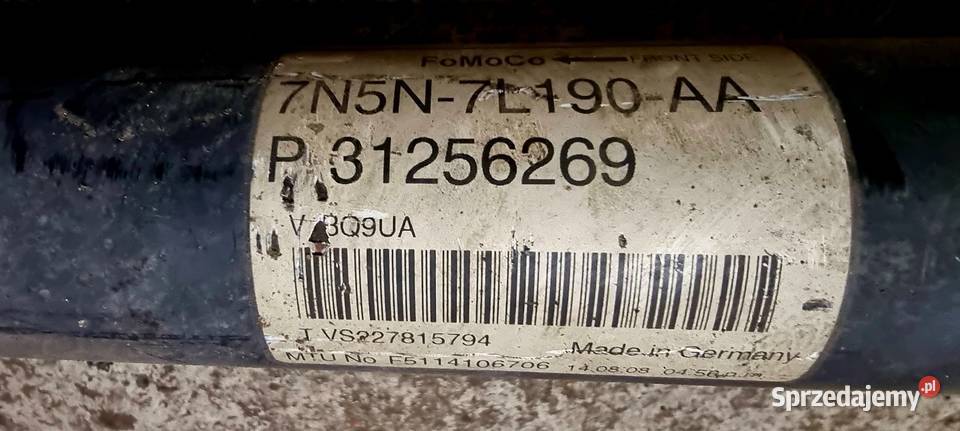 FoMoCo FRONT SIDE
7N5N-7L190-AA
P 31256269
V BQ9UA
T VS227815794
Made in Germany
MTU No F5114106706 14.08.08 04:56 p.m.
Sprzedajemy.pl